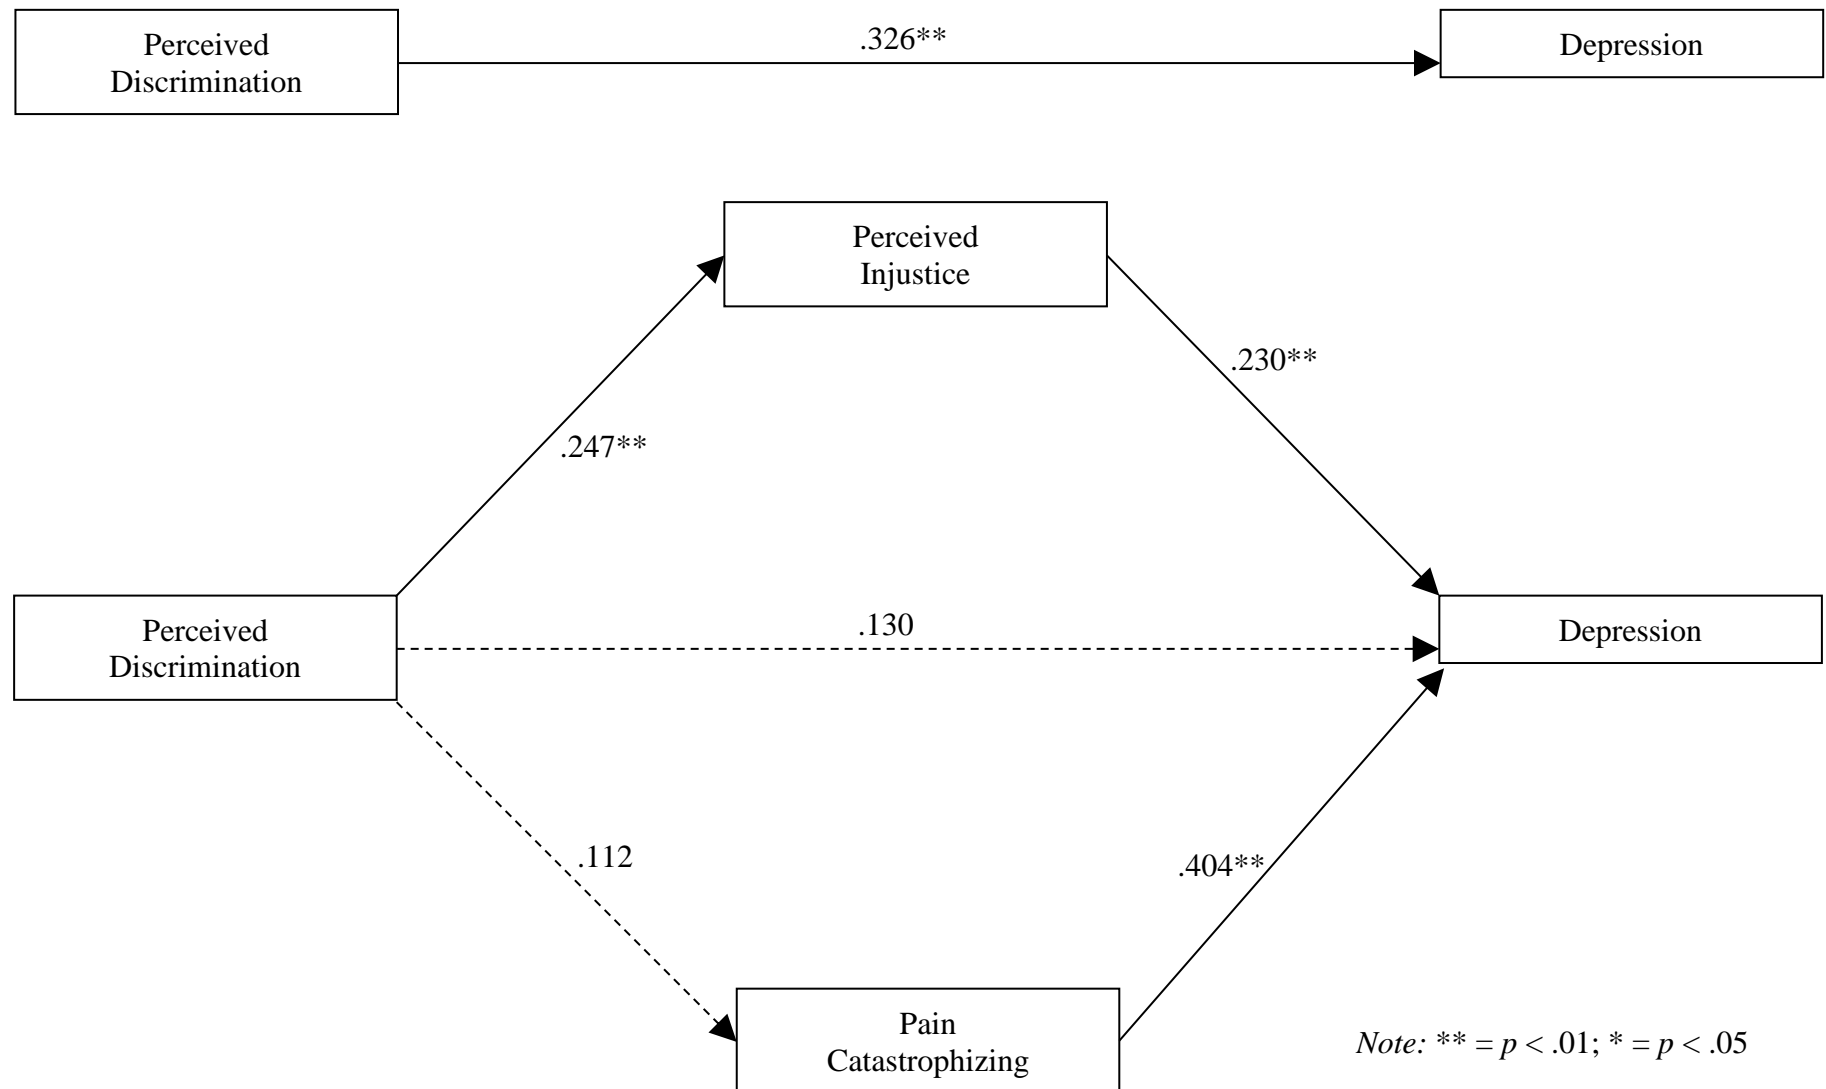 Perceived
Discrimination
.326**
Depression
Perceived
Injustice
.230**
.247**
Perceived
Discrimination
.130
Depression
.112
.404**
Pain
Catastrophizing
Note: ** = p < .01; * = p < .05